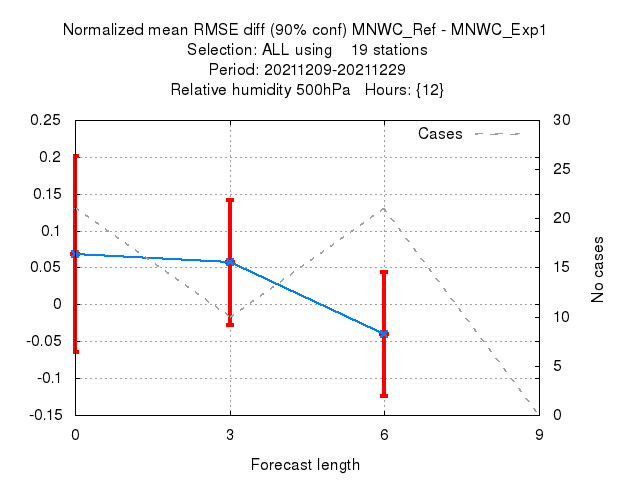 Normalized mean RMSE diff (90% conf) MNWC_Ref - MNWC_Exp1
Selection: ALL using    19 stations
Period: 20211209-20211229
Relative humidity 500hPa   Hours: {12}
Cases
0.25
0.2
0.15
0.1
0.05
0
-0.05
-0.1
-0.15
30
25
20
15
10
5
0
No cases
0 3 6 9
Forecast length